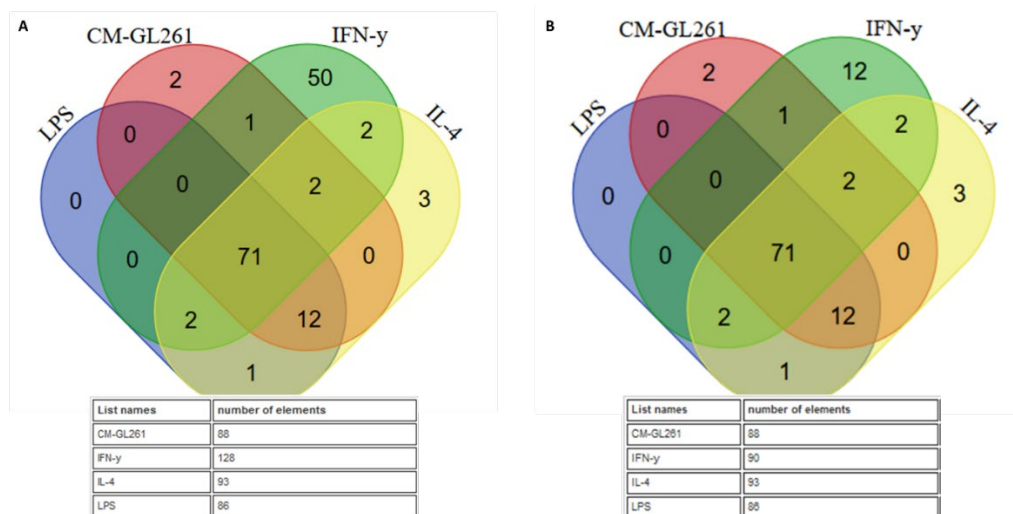 A
CM-GL261
IFN-y
LPS
IL-4
2
50
0
1
2
0
0
2
3
0
71
0
2
12
1
List names number of elements
CM-GL261 88
IFN-y 128
IL-4 93
LPS 86
B
CM-GL261
IFN-y
LPS
IL-4
2
12
0
1
2
0
0
2
3
0
71
0
2
12
1
List names number of elements
CM-GL261 88
IFN-y 90
IL-4 93
LPS 86